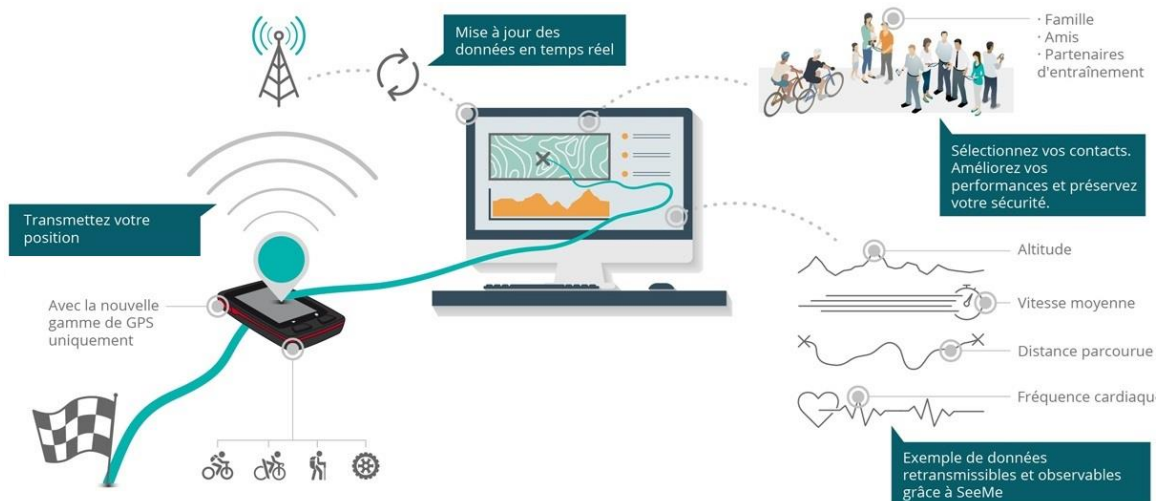 Mise à jour des
données en temps réel
· Famille
· Amis
· Partenaires
d'entraînement
Sélectionnez vos contacts.
Améliorez vos
performances et préservez
votre sécurité.
Transmettez votre
position
Avec la nouvelle
gamme de GPS
uniquement
Altitude
Vitesse moyenne
Distance parcourue
Fréquence cardiaqu
Exemple de données
retransmissibles et observables
grâce à SeeMe